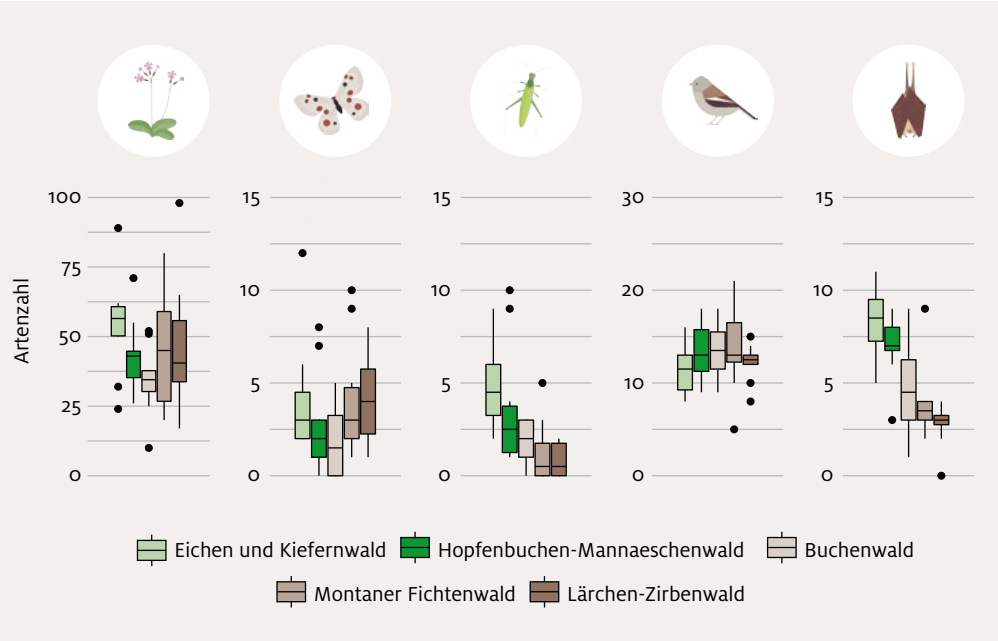 100 15 15 30 15
75
10 10 20 10
50
5 5 10 5
25
0 0 0 0 0
Artenzahl
Eichen und Kiefernwald Hopfenbuchen-Mannaeschenwald Buchenwald
Montaner Fichtenwald Lärchen-Zirbenwald